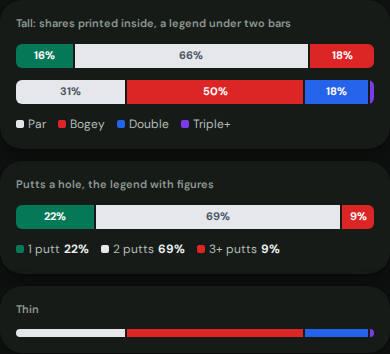 Tall: shares printed inside, a legend under two bars
16% 66% 18%
31% 50% 18%
Par Bogey Double Triple+
Putts a hole, the legend with figures
22% 69% 9%
1 putt 22% 2 putts 69% 3+ putts 9%
Thin